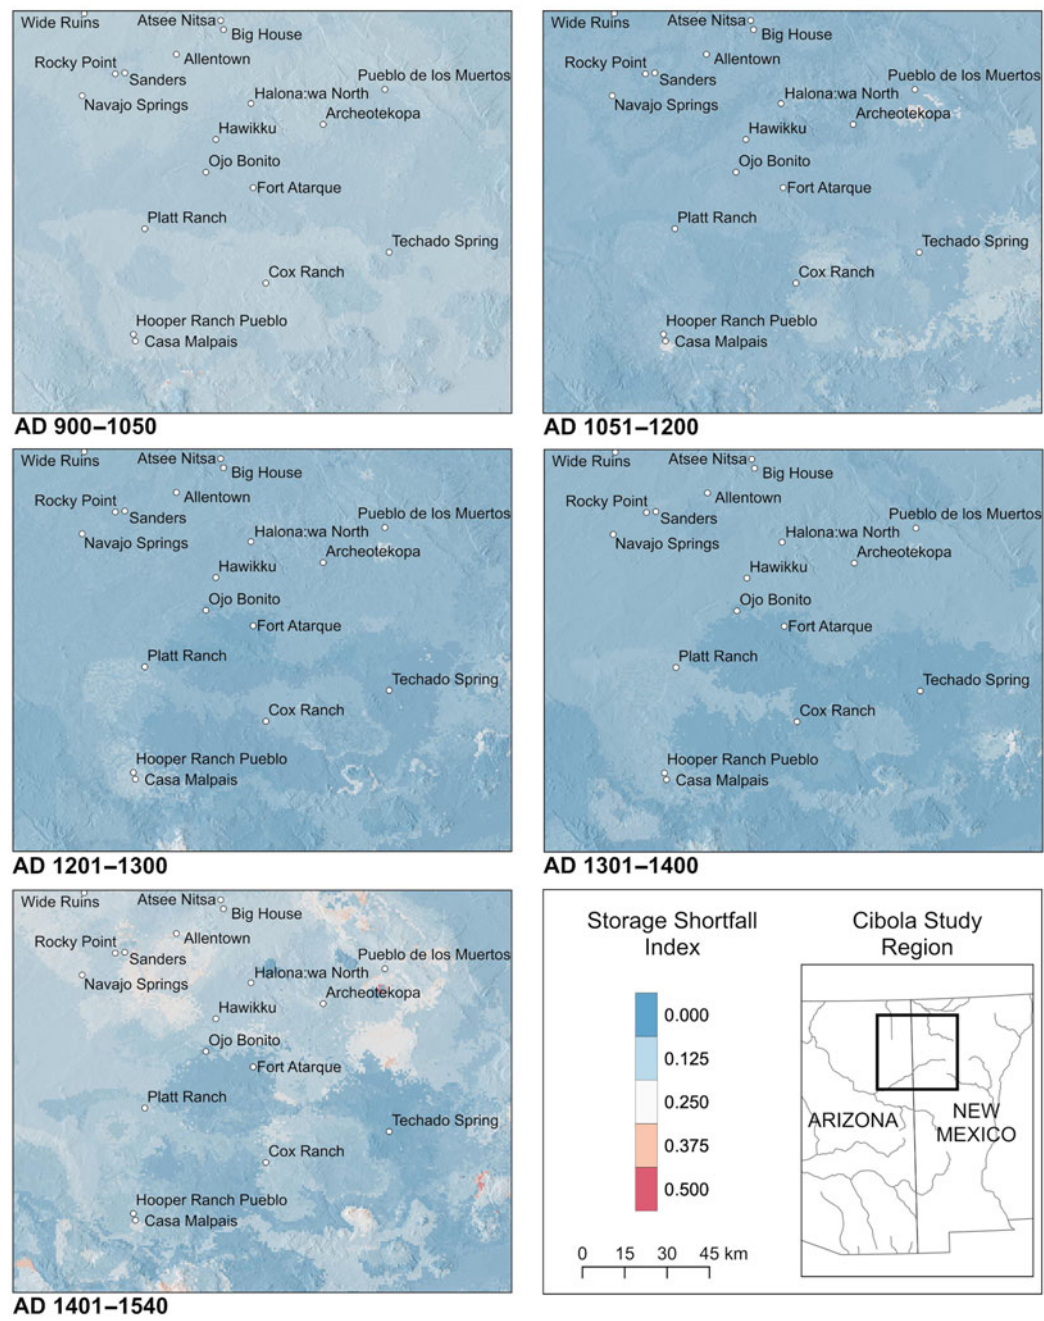 Wide Ruins
Atsee Nitsa
Big House
Allentown
Rocky Point
Sanders
Pueblo de los Muertos
Navajo Springs
Halona:wa North
Archeotekopa
Hawikku
Ojo Bonito
Fort Atarque
Platt Ranch
Techado Spring
Cox Ranch
Hooper Ranch Pueblo
Casa Malpais
AD 900–1050
Wide Ruins
Atsee Nitsa
Big House
Allentown
Rocky Point
Sanders
Pueblo de los Muertos
Navajo Springs
Halona:wa North
Archeotekopa
Hawikku
Ojo Bonito
Fort Atarque
Platt Ranch
Techado Spring
Cox Ranch
Hooper Ranch Pueblo
Casa Malpais
AD 1051–1200
Wide Ruins
Atsee Nitsa
Big House
Allentown
Rocky Point
Sanders
Pueblo de los Muertos
Navajo Springs
Halona:wa North
Archeotekopa
Hawikku
Ojo Bonito
Fort Atarque
Platt Ranch
Techado Spring
Cox Ranch
Hooper Ranch Pueblo
Casa Malpais
AD 1201–1300
Wide Ruins
Atsee Nitsa
Big House
Allentown
Rocky Point
Sanders
Pueblo de los Muertos
Navajo Springs
Halona:wa North
Archeotekopa
Hawikku
Ojo Bonito
Fort Atarque
Platt Ranch
Techado Spring
Cox Ranch
Hooper Ranch Pueblo
Casa Malpais
AD 1301–1400
Wide Ruins
Atsee Nitsa
Big House
Allentown
Rocky Point
Sanders
Pueblo de los Muertos
Navajo Springs
Halona:wa North
Archeotekopa
Hawikku
Ojo Bonito
Fort Atarque
Platt Ranch
Techado Spring
Cox Ranch
Hooper Ranch Pueblo
Casa Malpais
AD 1401–1540
Storage Shortfall
Index
0.000
0.125
0.250
0.375
0.500
0 15 30 45 km
Cibola Study
Region
ARIZONA
NEW
MEXICO